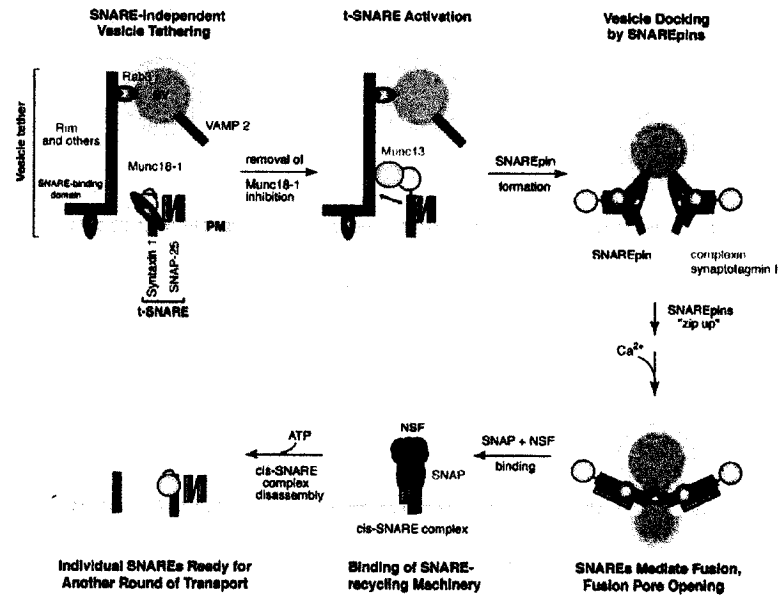 SNARE-Independent
Vesicle Tethering
t-SNARE Activation
Vesicle Docking
by SNAREpins
Vesicle tether
Rab3
SV
Rim
and others
VAMP 2
Munc18-1
SNARE-binding
domain
PM
Syntaxin 1
SNAP-25
t-SNARE
removal of
Munc18-1
inhibition
Munc13
SNAREpin
formation
SNAREpin
complexin
synaptotagmin I
SNAREpins
"zip up"
Ca2+
SNAP + NSF
binding
NSF
SNAP
cis-SNARE complex
ATP
cis-SNARE
complex
disassembly
Individual SNAREs Ready for
Another Round of Transport
Binding of SNARE-
recycling Machinery
SNAREs Mediate Fusion,
Fusion Pore Opening